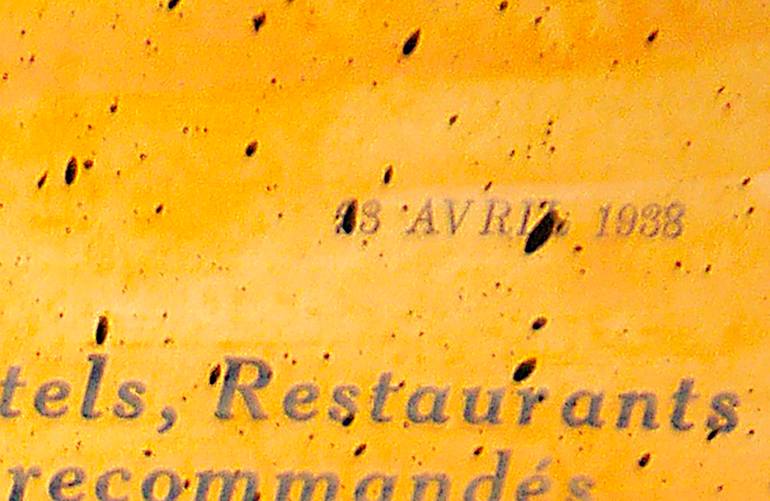 AVRIL 1938
tels, Restaurants
recommandés